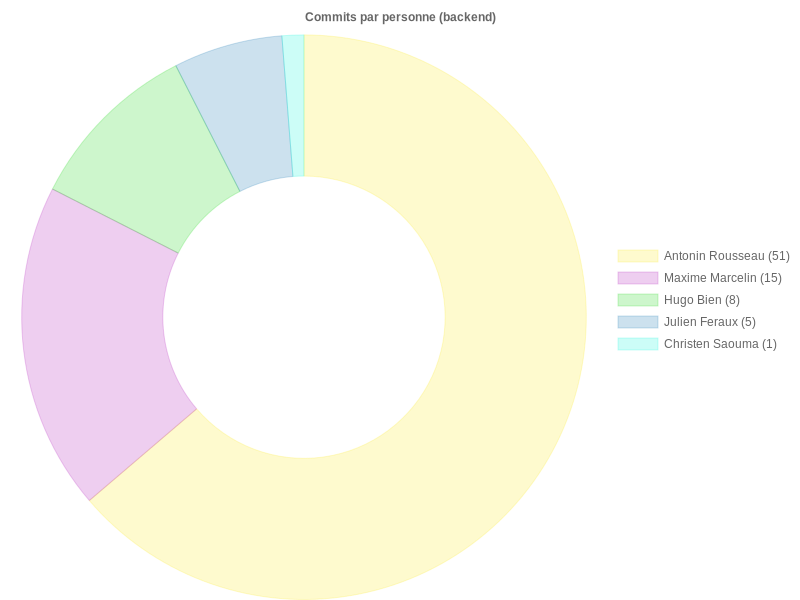 Commits par personne (backend)
Antonin Rousseau (51)
Maxime Marcelin (15)
Hugo Bien (8)
Julien Feraux (5)
Christen Saouma (1)